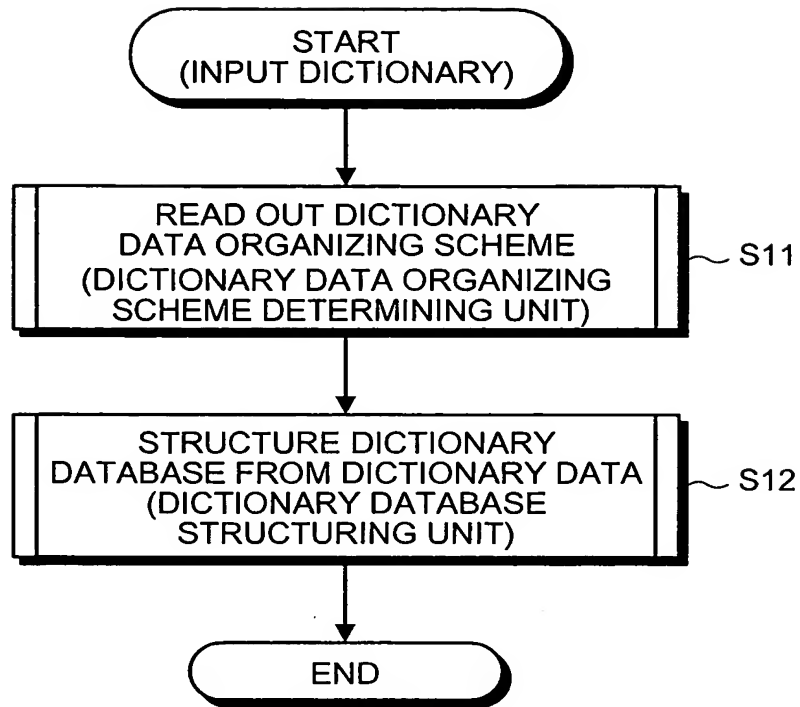 START
(INPUT DICTIONARY)
READ OUT DICTIONARY
DATA ORGANIZING SCHEME
(DICTIONARY DATA ORGANIZING
SCHEME DETERMINING UNIT)
S11
STRUCTURE DICTIONARY
DATABASE FROM DICTIONARY DATA
(DICTIONARY DATABASE
STRUCTURING UNIT)
S12
END